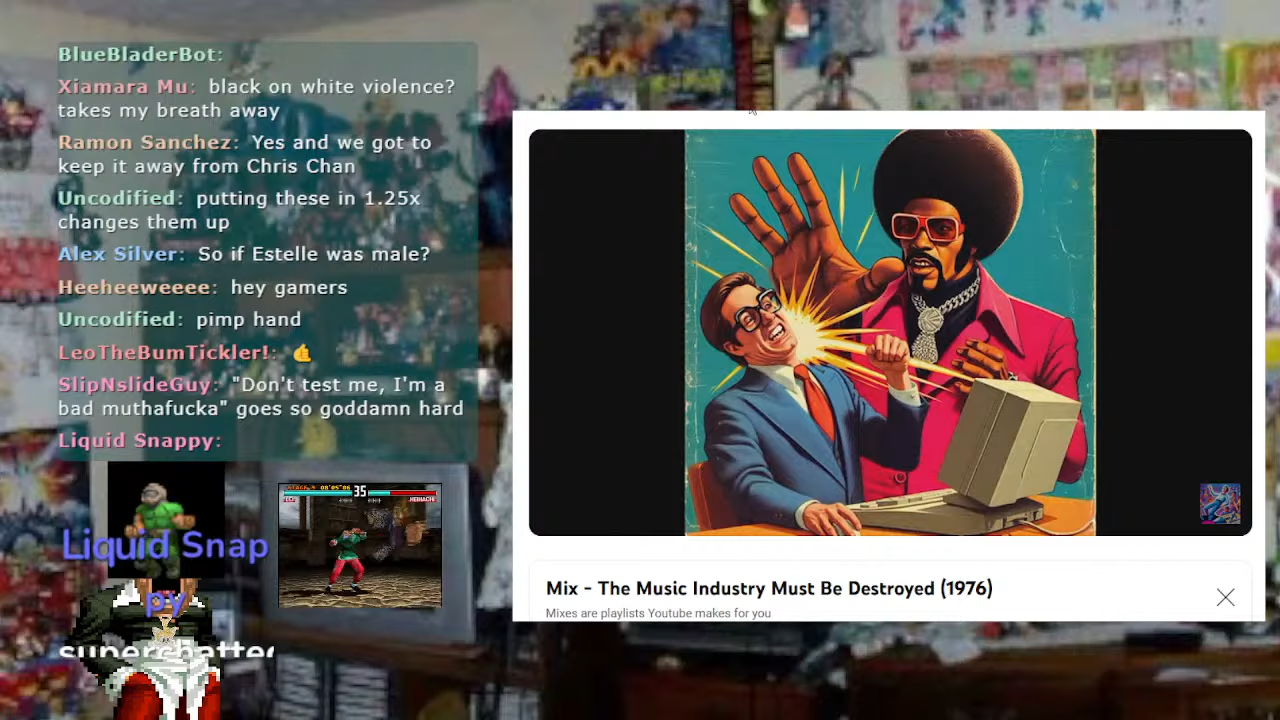 BlueBladerBot:
Xiamara Mu: black on white violence?
takes my breath away
Ramon Sanchez: Yes and we got to
keep it away from Chris Chan
Uncodified: putting these in 1.25x
changes them up
Alex Silver: So if Estelle was male?
Heeheeweeee: hey gamers
Uncodified: pimp hand
LeoTheBumTickler!: 🤙
SlipNslideGuy: "Don't test me, I'm a
bad muthafucka" goes so goddamn hard
Liquid Snappy:
35
HEIHACHI
Liquid Snap
py
superchatter
Mix - The Music Industry Must Be Destroyed (1976)
Mixes are playlists Youtube makes for you